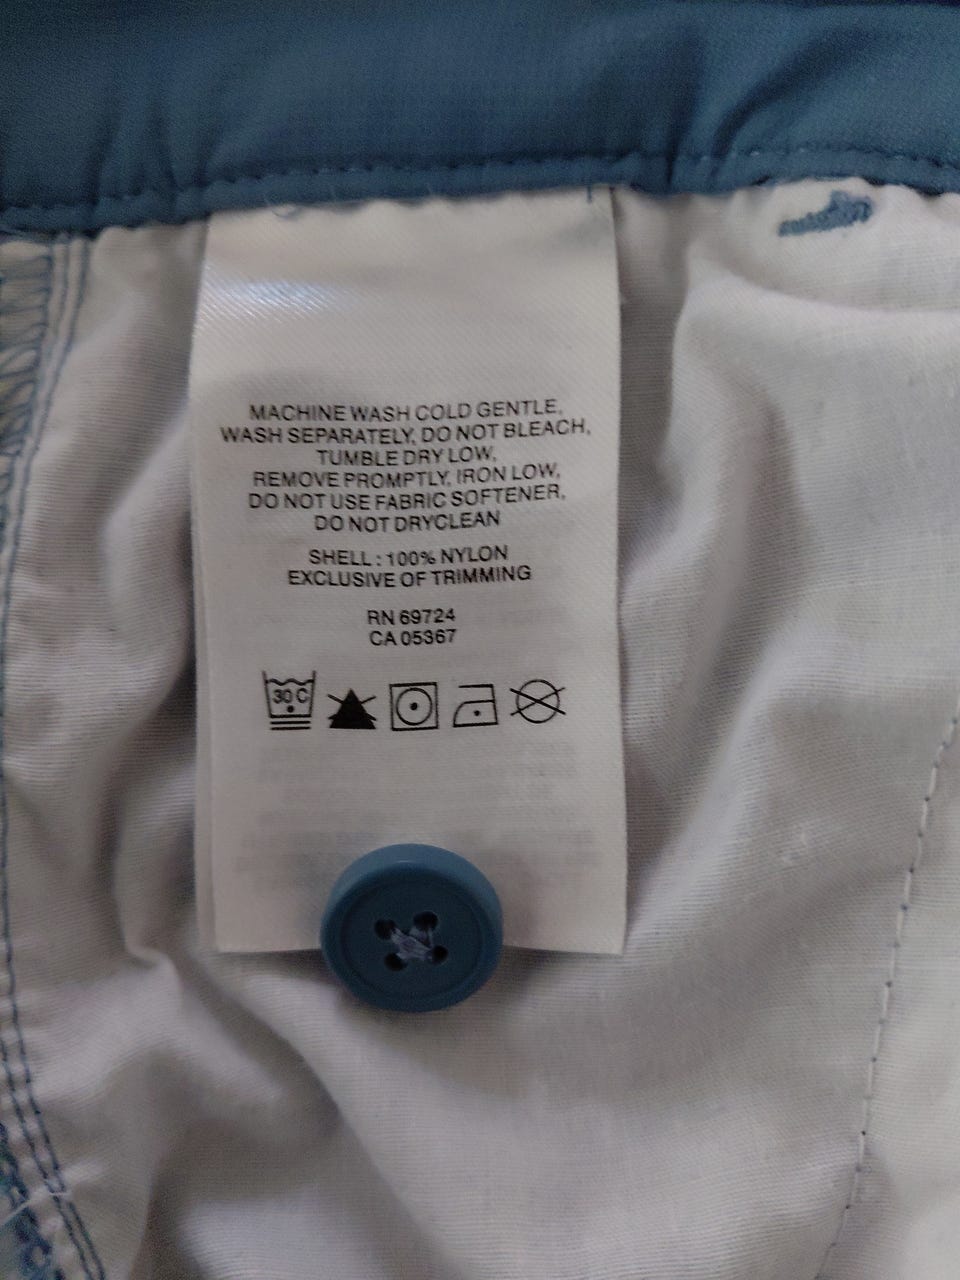 MACHINE WASH COLD GENTLE,
WASH SEPARATELY, DO NOT BLEACH,
TUMBLE DRY LOW,
REMOVE PROMPTLY, IRON LOW,
DO NOT USE FABRIC SOFTENER,
DO NOT DRYCLEAN
SHELL : 100% NYLON
EXCLUSIVE OF TRIMMING
RN 69724
CA 05367
30 C